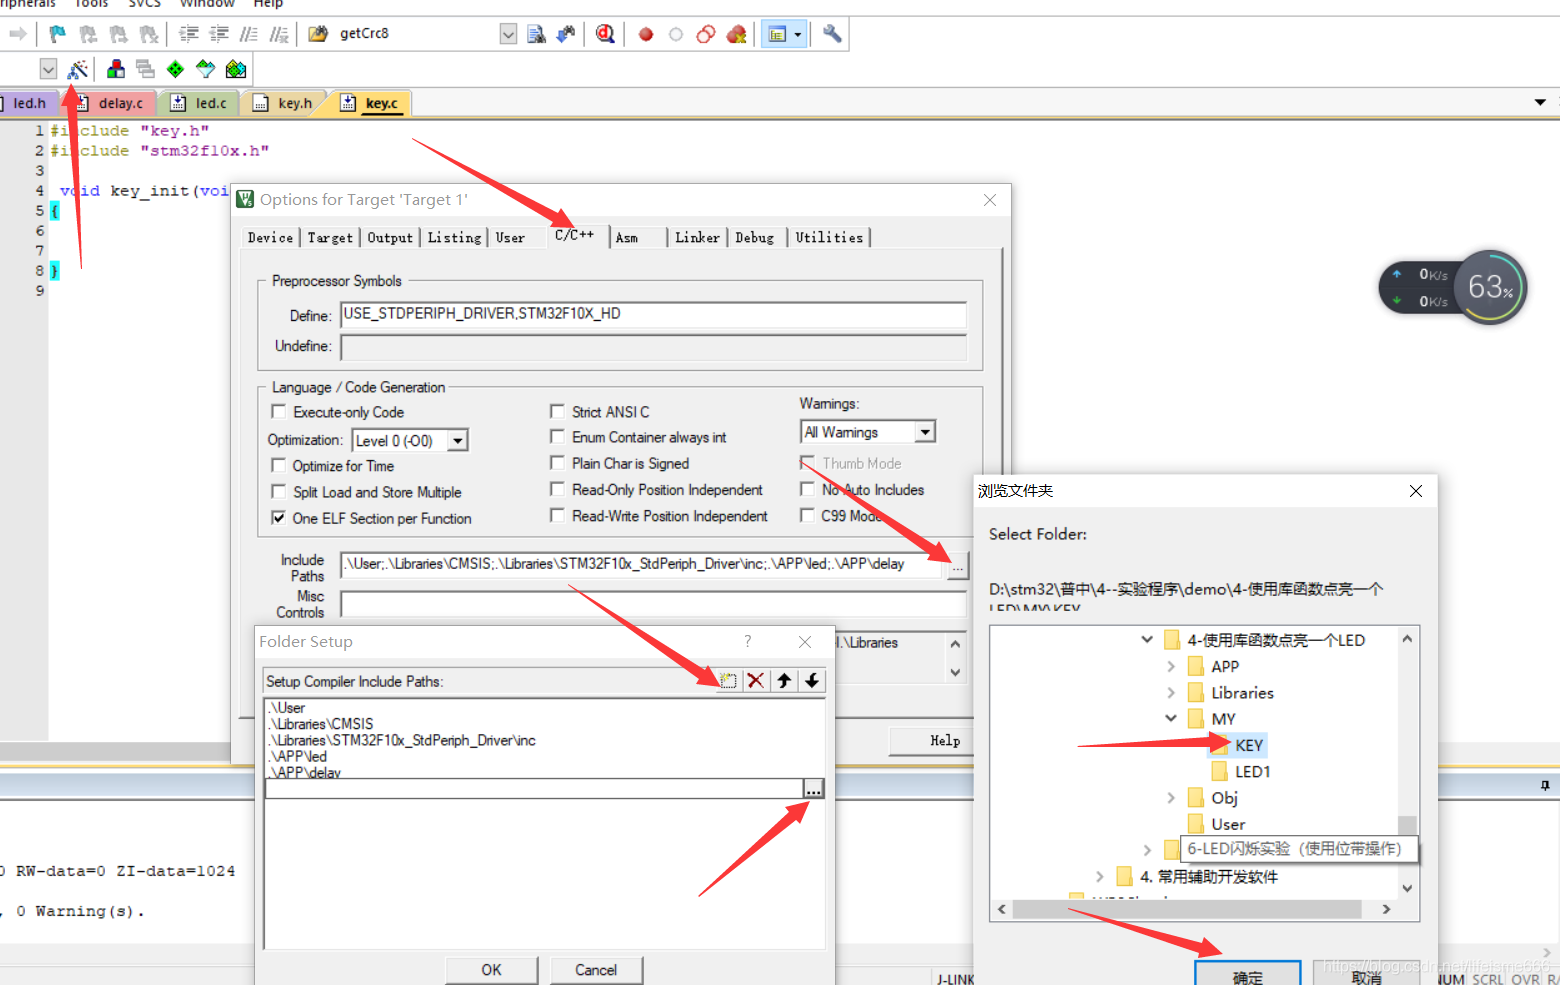 ripherals Tools SVCS Window Help
getCrc8
led.h delay.c led.c key.h key.c
1 #include "key.h"
2 #include "stm32f10x.h"
3
4 void key_init(voi
5 {
6
7
8 }
9
Options for Target 'Target 1'
Device Target Output Listing User C/C++ Asm Linker Debug Utilities
Preprocessor Symbols
Define: USE_STDPERIPH_DRIVER,STM32F10X_HD
Undefine:
Language / Code Generation
Execute-only Code
Optimization: Level 0 (-O0)
Optimize for Time
Split Load and Store Multiple
One ELF Section per Function
Strict ANSI C
Enum Container always int
Plain Char is Signed
Read-Only Position Independent
Read-Write Position Independent
Warnings:
All Warnings
Thumb Mode
No Auto Includes
C99 Mode
Include Paths
.\User;.\Libraries\CMSIS;.\Libraries\STM32F10x_StdPeriph_Driver\inc;.\APP\led;.\APP\delay
...
Misc Controls
.\Libraries
Help
0K/s
0K/s
63%
Folder Setup
?
Setup Compiler Include Paths:
.\User
.\Libraries\CMSIS
.\Libraries\STM32F10x_StdPeriph_Driver\inc
.\APP\led
.\APP\delay
...
OK Cancel
浏览文件夹
Select Folder:
D:\stm32\普中\4--实验程序\demo\4-使用库函数点亮一个
LED\MY\KEY
4-使用库函数点亮一个LED
APP
Libraries
MY
KEY
LED1
Obj
User
6-LED闪烁实验（使用位带操作）
4. 常用辅助开发软件
确定 取消
0 RW-data=0 ZI-data=1024
, 0 Warning(s).
J-LINK
NUM SCRL OVR R/
https://blog.csdn.net/lifeisme666